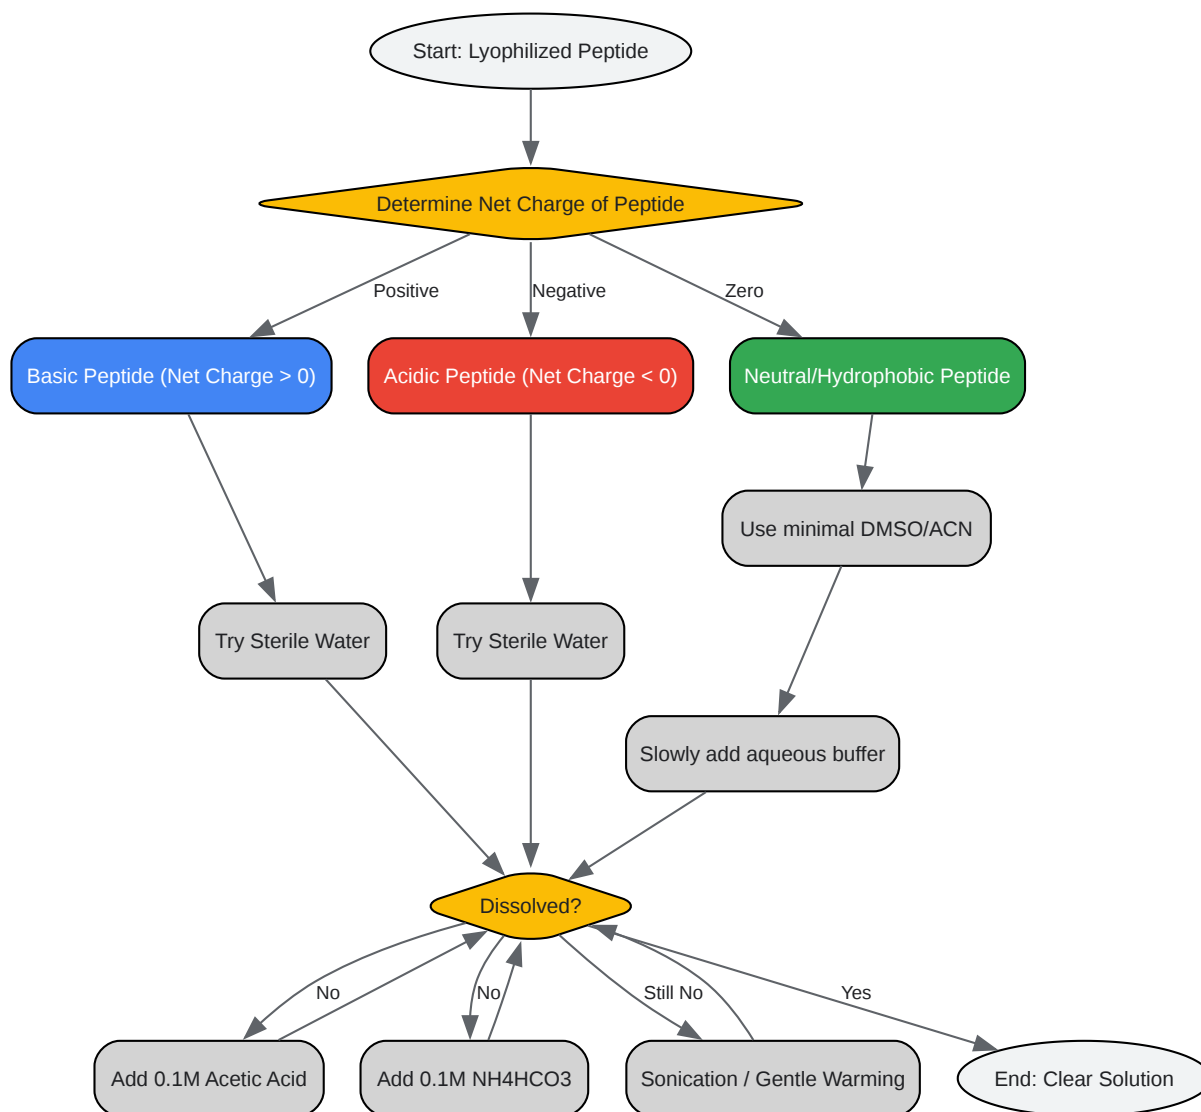 Start: Lyophilized Peptide
Determine Net Charge of Peptide
Positive
Negative
Zero
Basic Peptide (Net Charge > 0)
Acidic Peptide (Net Charge < 0)
Neutral/Hydrophobic Peptide
Use minimal DMSO/ACN
Try Sterile Water
Try Sterile Water
Slowly add aqueous buffer
Dissolved?
No
No
Still No
Yes
Add 0.1M Acetic Acid
Add 0.1M NH4HCO3
Sonication / Gentle Warming
End: Clear Solution